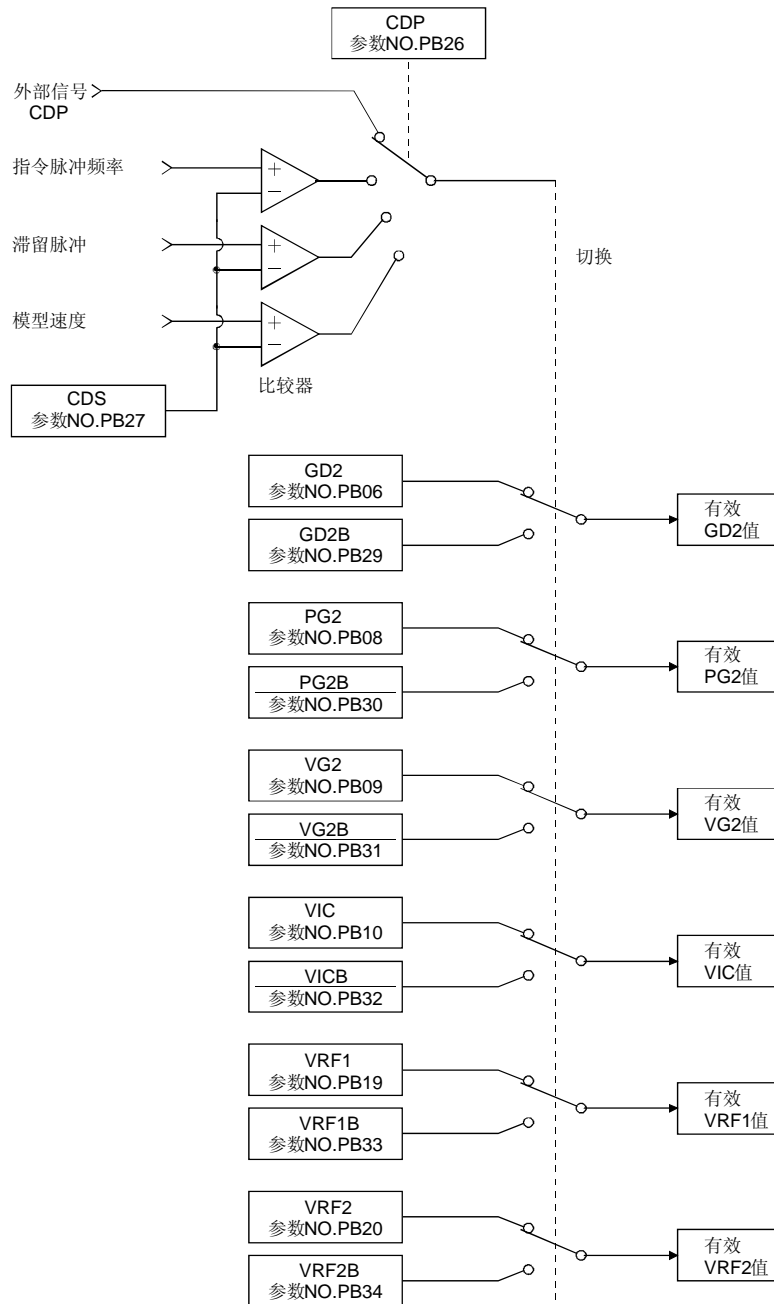 CDP
参数NO.PB26
外部信号
CDP
指令脉冲频率
+
−
滞留脉冲
+
−
切换
模型速度
+
−
比较器
CDS
参数NO.PB27
GD2
参数NO.PB06
GD2B
参数NO.PB29
有效
GD2值
PG2
参数NO.PB08
PG2B
参数NO.PB30
有效
PG2值
VG2
参数NO.PB09
VG2B
参数NO.PB31
有效
VG2值
VIC
参数NO.PB10
VICB
参数NO.PB32
有效
VIC值
VRF1
参数NO.PB19
VRF1B
参数NO.PB33
有效
VRF1值
VRF2
参数NO.PB20
VRF2B
参数NO.PB34
有效
VRF2值